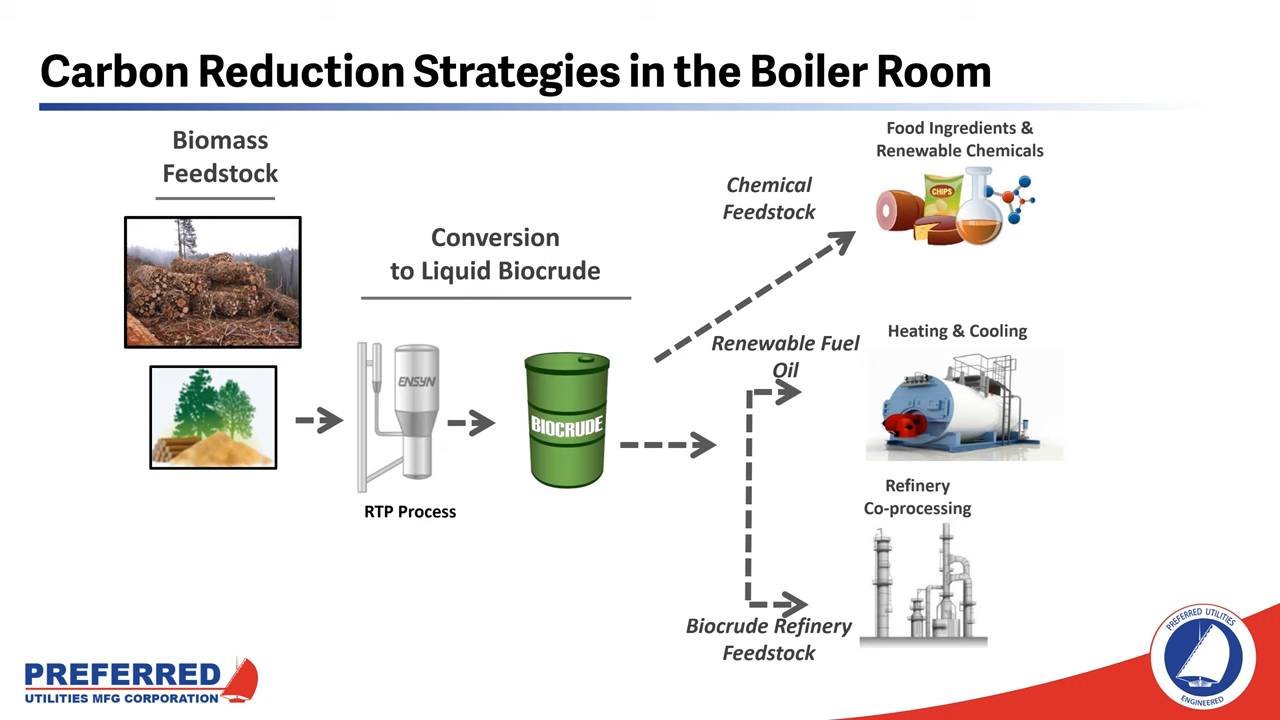 Carbon Reduction Strategies in the Boiler Room
Biomass
Feedstock
Conversion
to Liquid Biocrude
ENSYN
RTP Process
BIOCRUDE
Chemical
Feedstock
Food Ingredients &
Renewable Chemicals
CHIPS
Renewable Fuel
Oil
Heating & Cooling
Refinery
Co-processing
Biocrude Refinery
Feedstock
PREFERRED
UTILITIES MFG CORPORATION
PREFERRED UTILITIES
ENGINEERED